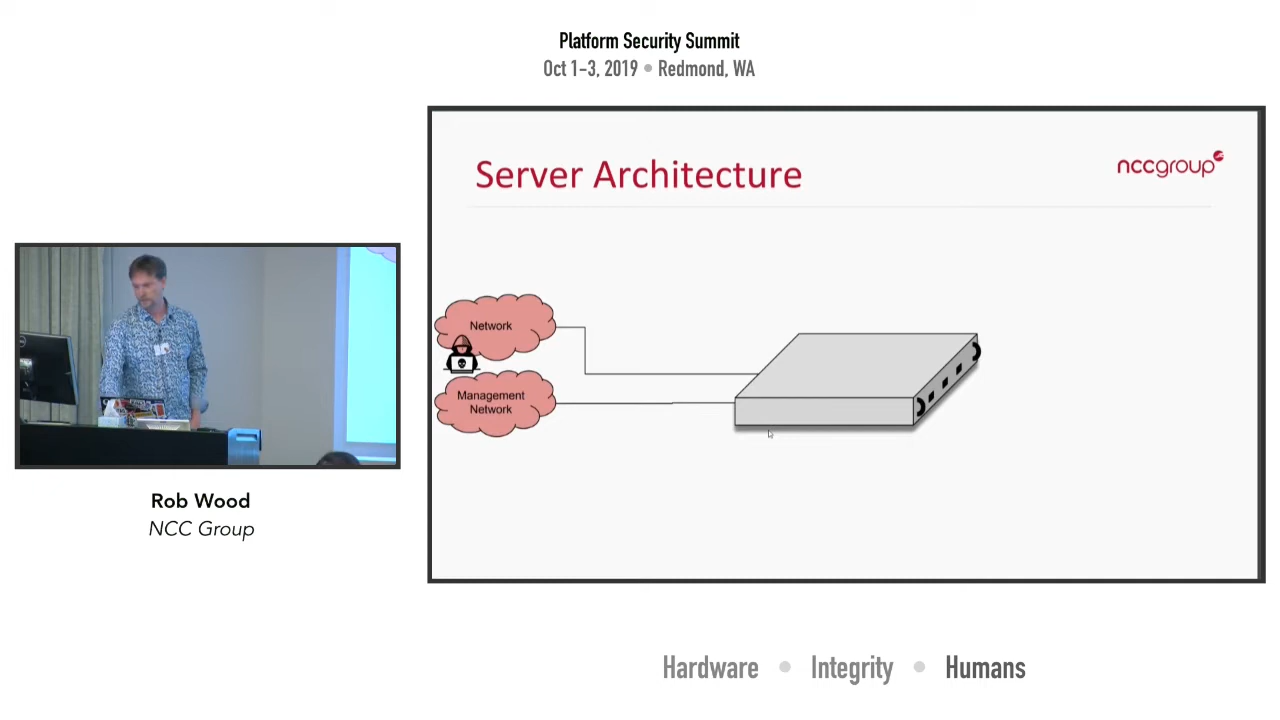 Platform Security Summit
Oct 1-3, 2019 • Redmond, WA
Server Architecture
nccgroup
Network
Management
Network
Rob Wood
NCC Group
Hardware • Integrity • Humans